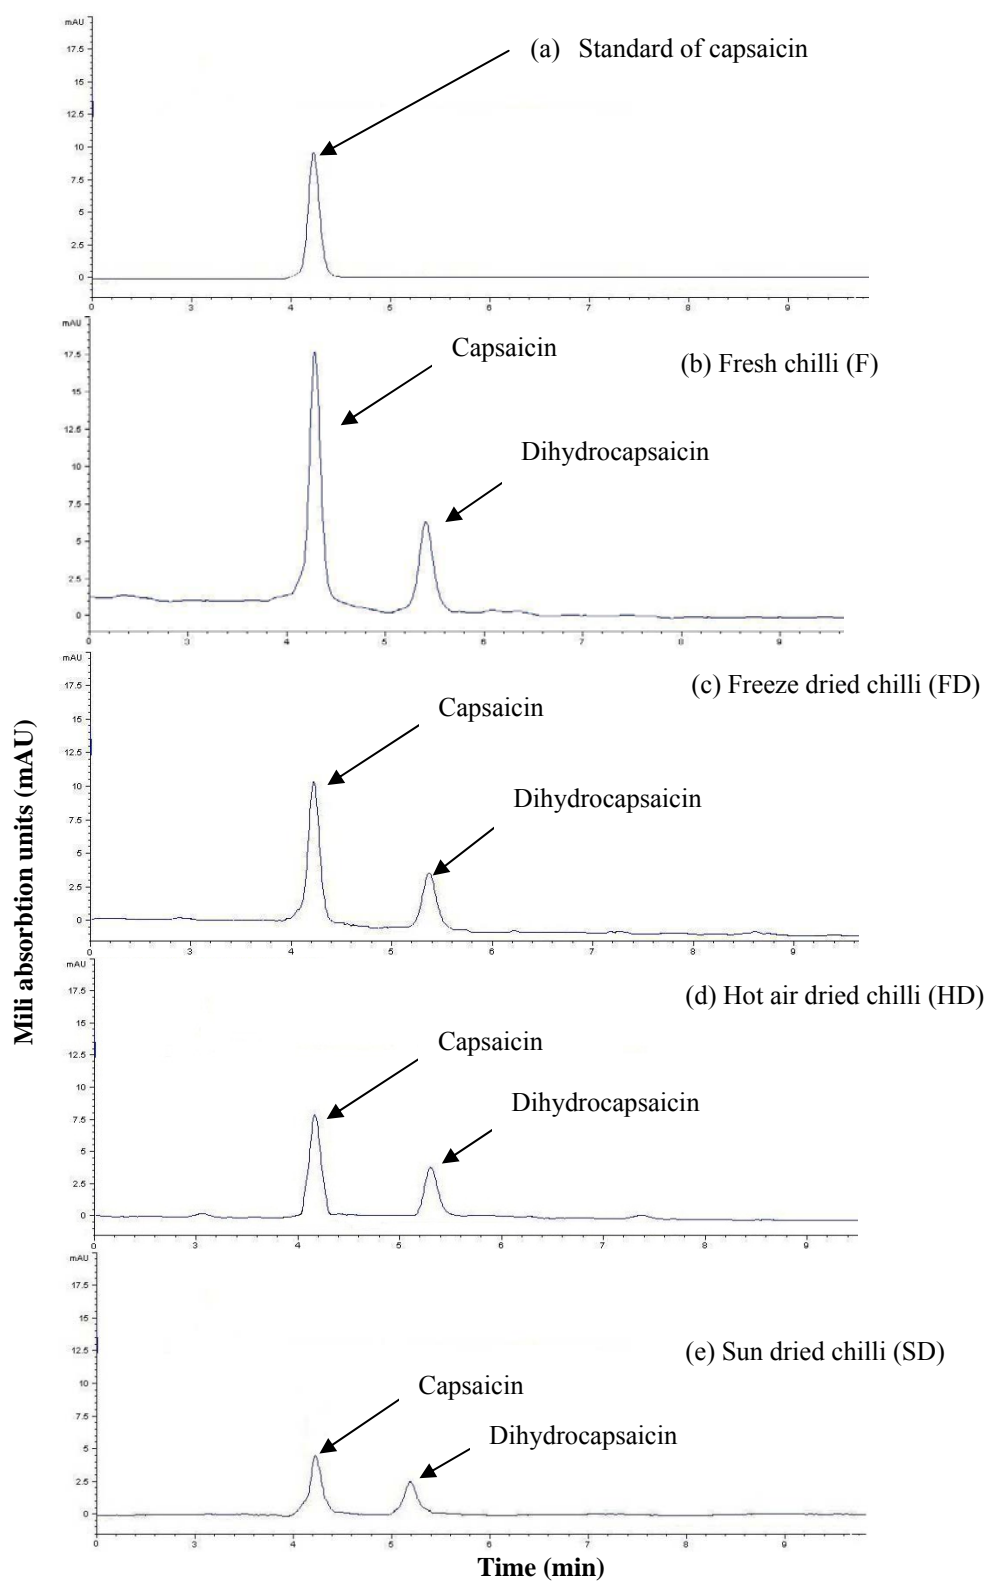 mAU
17.5
15
12.5
10
7.5
5
2.5
0
(a) Standard of capsaicin
0 3 4 5 6 7 8 9
mAU
17.5
15
12.5
10
7.5
5
2.5
0
Capsaicin
(b) Fresh chilli (F)
Dihydrocapsaicin
0 3 4 5 6 7 8 9
mAU
17.5
15
12.5
10
7.5
5
2.5
0
(c) Freeze dried chilli (FD)
Capsaicin
Dihydrocapsaicin
0 3 4 5 6 7 8 9
Mili absorbtion units (mAU)
mAU
17.5
15
12.5
10
7.5
5
2.5
0
(d) Hot air dried chilli (HD)
Capsaicin
Dihydrocapsaicin
0 3 4 5 6 7 8 9
mAU
17.5
15
12.5
10
7.5
5
2.5
0
(e) Sun dried chilli (SD)
Capsaicin
Dihydrocapsaicin
0 3 4 5 6 7 8 9
Time (min)